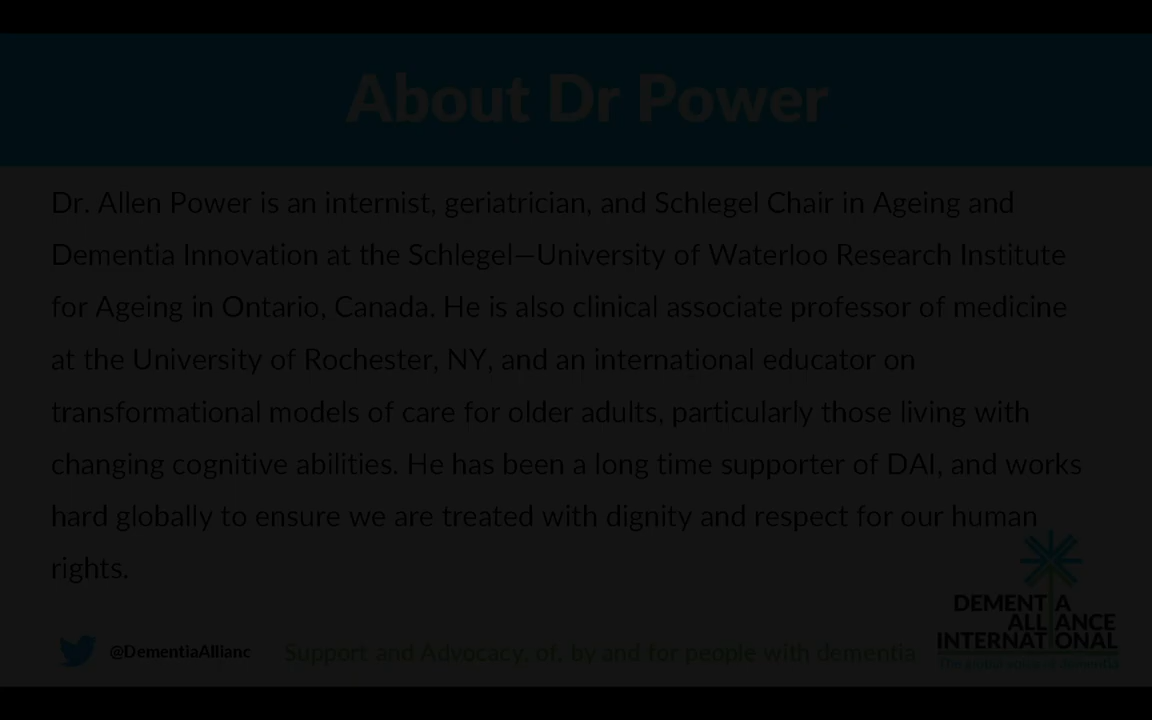 About Dr Power
Dr. Allen Power is an internist, geriatrician, and Schlegel Chair in Ageing and
Dementia Innovation at the Schlegel—University of Waterloo Research Institute
for Ageing in Ontario, Canada. He is also clinical associate professor of medicine
at the University of Rochester, NY, and an international educator on
transformational models of care for older adults, particularly those living with
changing cognitive abilities. He has been a long time supporter of DAI, and works
hard globally to ensure we are treated with dignity and respect for our human
rights.
@DementiaAllianc
Support and Advocacy, of, by and for people with dementia
DEMENTIA
ALLIANCE
INTERNATIONAL
The global voice of dementia